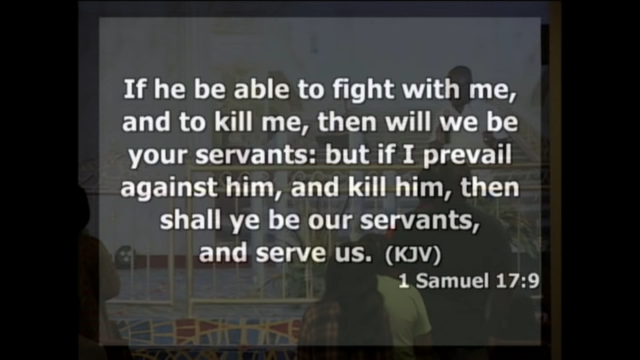 If he be able to fight with me,
and to kill me, then will we be
your servants: but if I prevail
against him, and kill him, then
shall ye be our servants,
and serve us. (KJV)
1 Samuel 17:9